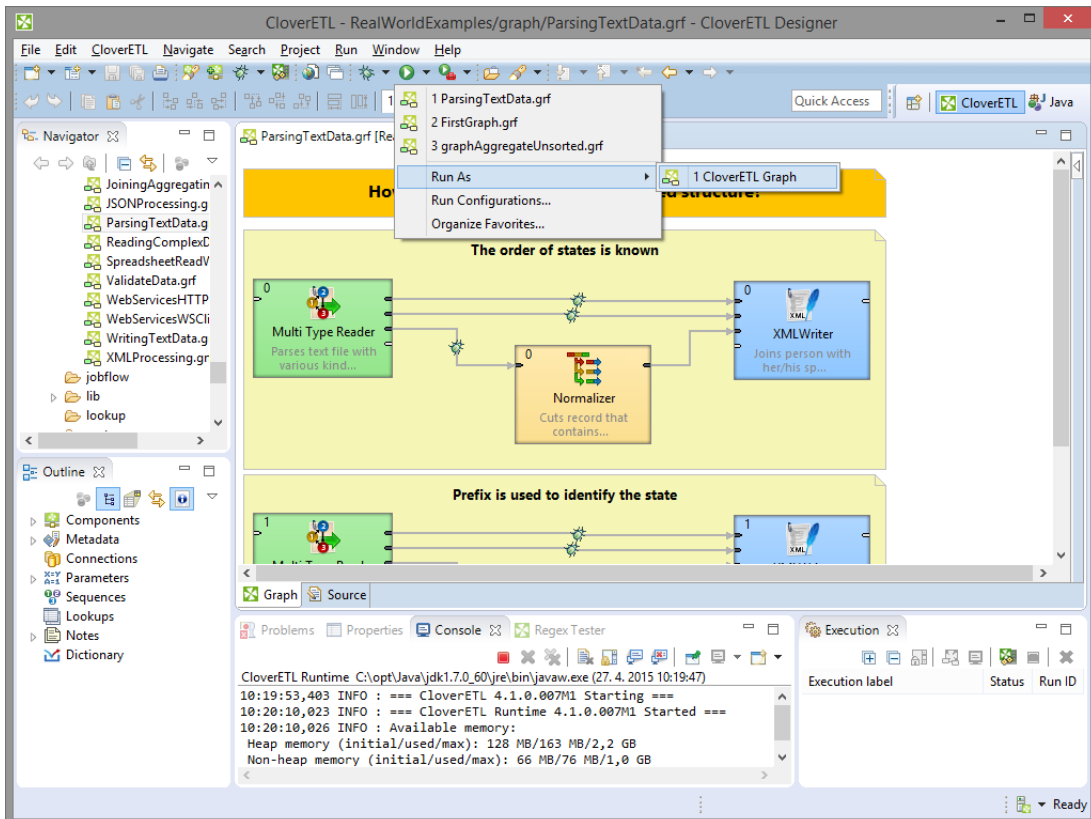 CloverETL - RealWorldExamples/graph/ParsingTextData.grf - CloverETL Designer
File Edit CloverETL Navigate Search Project Run Window Help
Quick Access
CloverETL
Java
1 ParsingTextData.grf
2 FirstGraph.grf
3 graphAggregateUnsorted.grf
Run As
1 CloverETL Graph
Run Configurations...
Organize Favorites...
Navigator
JoiningAggregatin
JSONProcessing.g
ParsingTextData.g
ReadingComplexD
SpreadsheetReadW
ValidateData.grf
WebServicesHTTP
WebServicesWSCli
WritingTextData.g
XMLProcessing.gr
jobflow
lib
lookup
Outline
Components
Metadata
Connections
Parameters
Sequences
Lookups
Notes
Dictionary
ParsingTextData.grf [Re
Ho
ed structure?
The order of states is known
0
Multi Type Reader
Parses text file with
various kind...
0
Normalizer
Cuts record that
contains...
0
XML
XMLWriter
Joins person with
her/his sp...
Prefix is used to identify the state
1
1
XML
Graph
Source
Problems
Properties
Console
Regex Tester
CloverETL Runtime C:\opt\Java\jdk1.7.0_60\jre\bin\javaw.exe (27. 4. 2015 10:19:47)
10:19:53,403 INFO : === CloverETL 4.1.0.007M1 Starting ===
10:20:10,023 INFO : === CloverETL Runtime 4.1.0.007M1 Started ===
10:20:10,026 INFO : Available memory:
Heap memory (initial/used/max): 128 MB/163 MB/2,2 GB
Non-heap memory (initial/used/max): 66 MB/76 MB/1,0 GB
Execution
Execution label Status Run ID
Ready